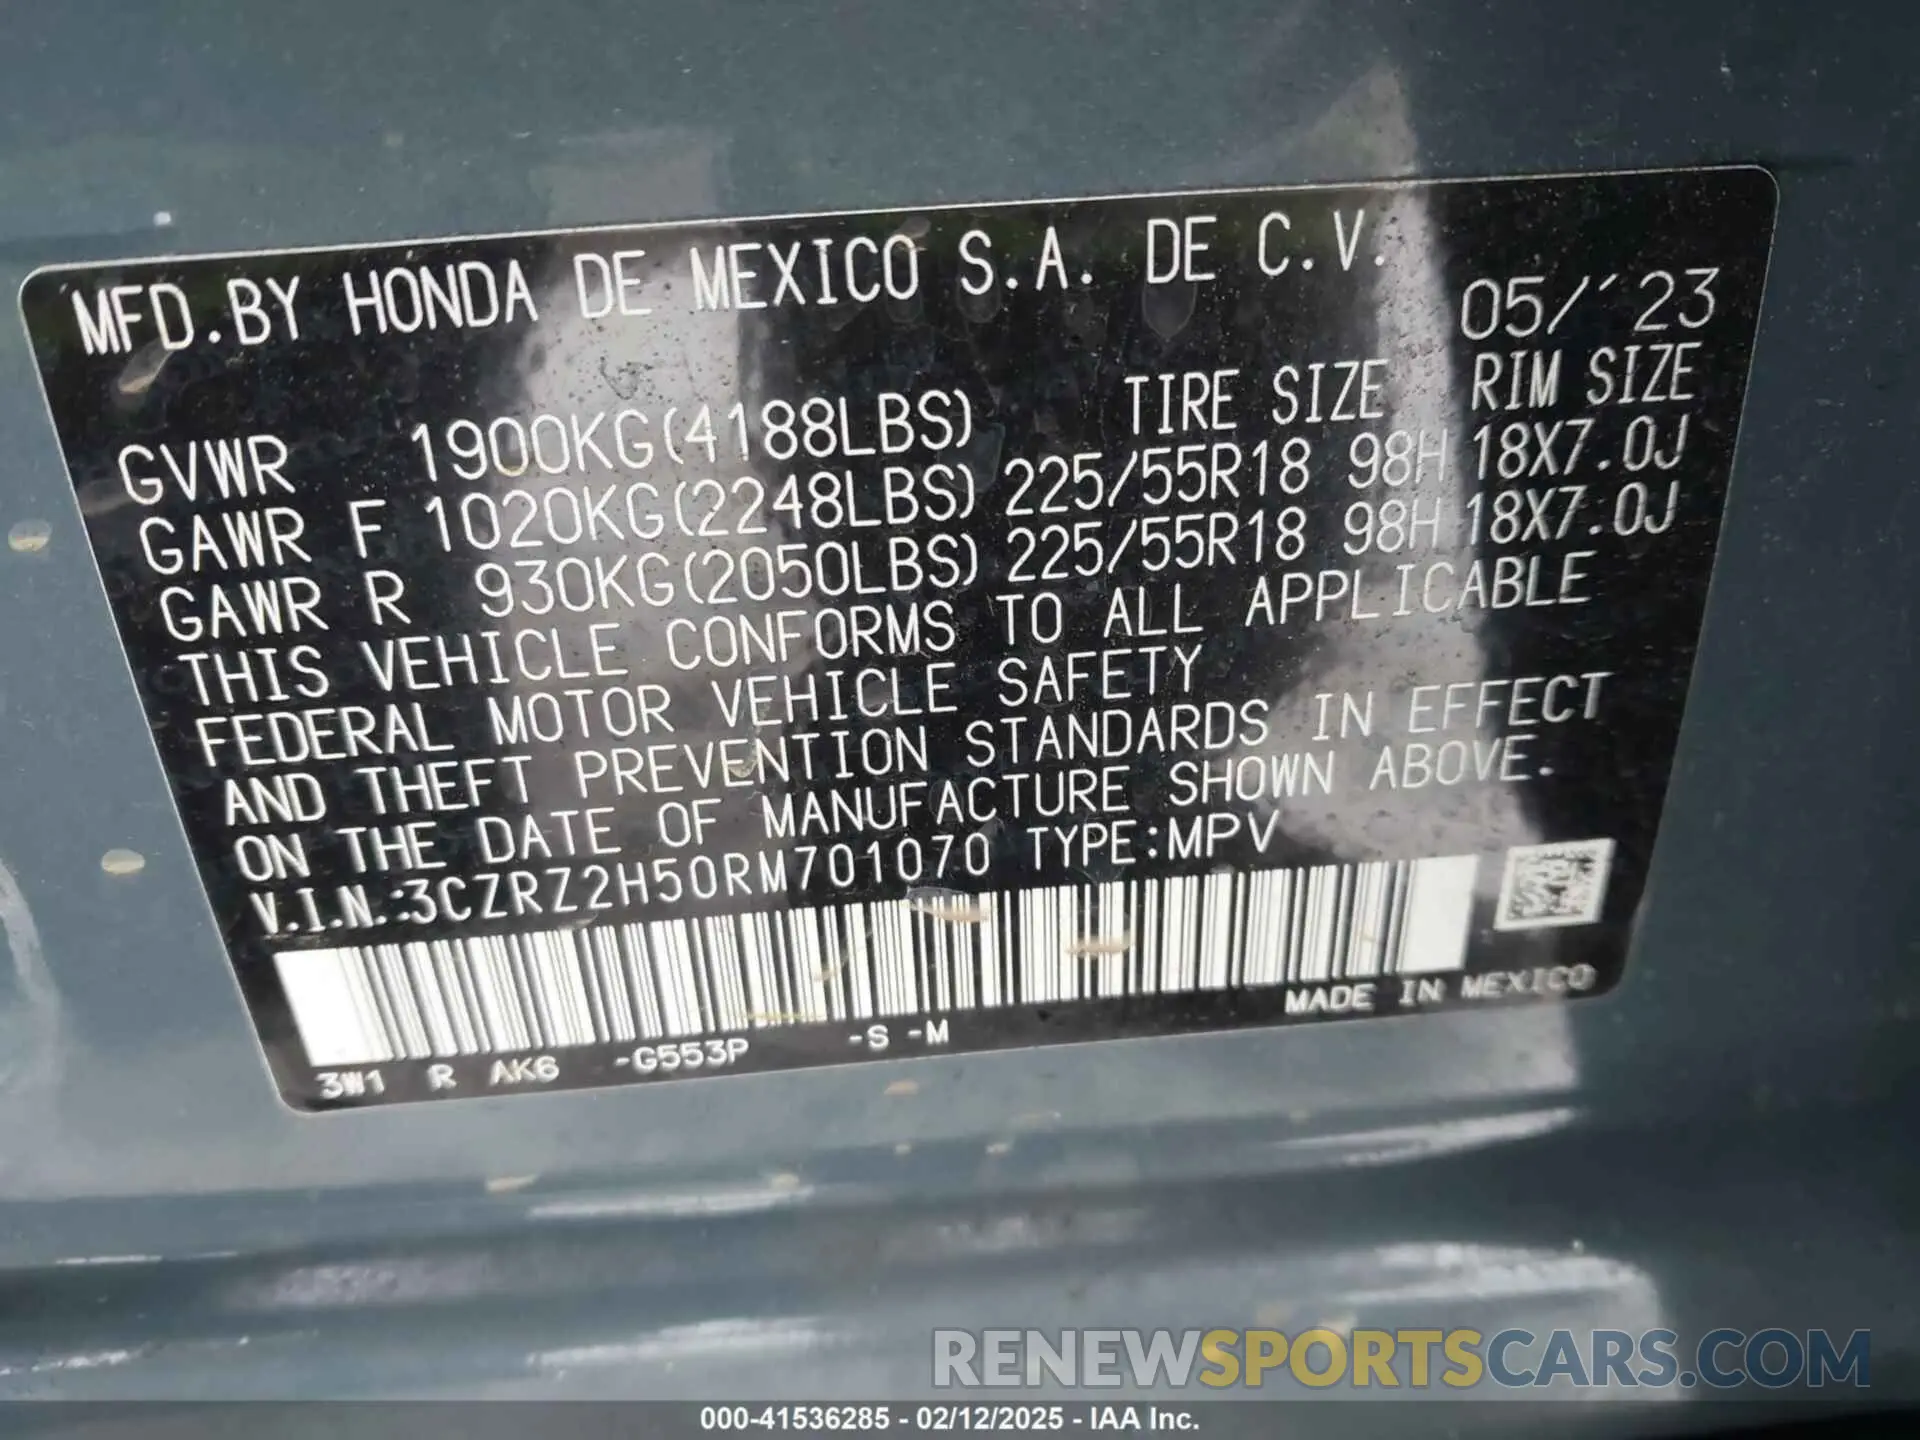 MFD.BY HONDA DE MEXICO S.A. DE C.V.
05/'23
TIRE SIZE RIM SIZE
GVWR 1900KG(4188LBS)
GAWR F 1020KG(2248LBS) 225/55R18 98H 18X7.0J
GAWR R 930KG(2050LBS) 225/55R18 98H 18X7.0J
THIS VEHICLE CONFORMS TO ALL APPLICABLE
FEDERAL MOTOR VEHICLE SAFETY
AND THEFT PREVENTION STANDARDS IN EFFECT
ON THE DATE OF MANUFACTURE SHOWN ABOVE.
V.I.N.:3CZRZ2H50RM701070 TYPE:MPV
MADE IN MEXICO
3W1 R AK6 -G553P -S -M
RENEWSPORTSCARS.COM
000-41536285 - 02/12/2025 - IAA Inc.